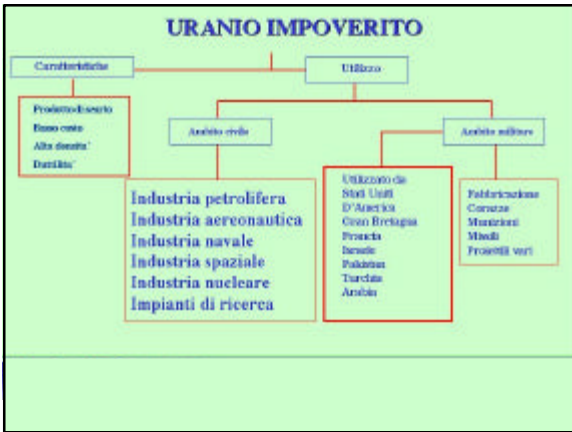 URANIO IMPOVERITO
Caratteristiche
Utilizzo
Prodotto di scarto
Basso costo
Alta densita'
Duttilita'
Ambito civile
Ambito militare
Industria petrolifera
Industria aereonautica
Industria navale
Industria spaziale
Industria nucleare
Impianti di ricerca
Utilizzato da
Stati Uniti
D'America
Gran Bretagna
Francia
Israele
Pakistan
Turchia
Arabia
Fabbricazione
Corazze
Munizioni
Missili
Proiettili vari